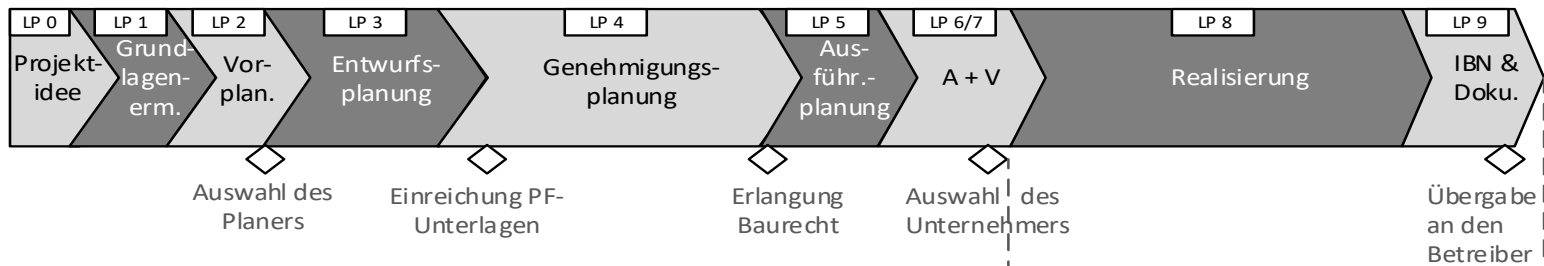 LP 0
LP 1
LP 2
LP 3
LP 4
LP 5
LP 6/7
LP 8
LP 9
Projekt-
idee
Grund-
lagen-
erm.
Vor-
plan.
Entwurfs-
planung
Genehmigungs-
planung
Aus-
führ.-
planung
A + V
Realisierung
IBN &
Doku.
Auswahl des
Planers
Einreichung PF-
Unterlagen
Erlangung
Baurecht
Auswahl des
Unternehmers
Übergabe
an den
Betreiber